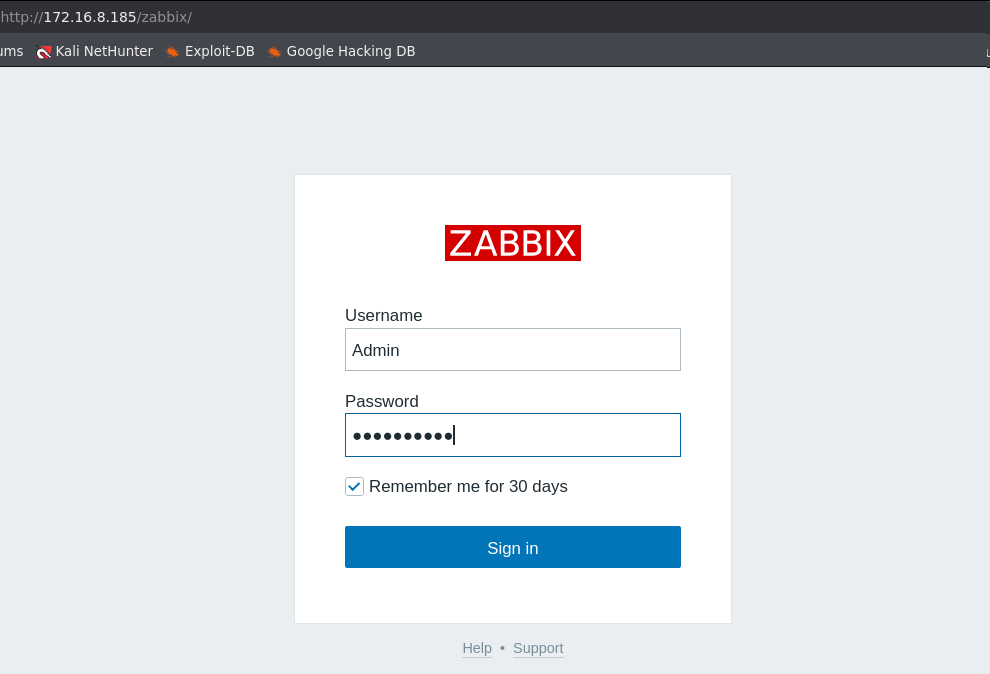 http://172.16.8.185/zabbix/
ums Kali NetHunter Exploit-DB Google Hacking DB
ZABBIX
Username
Admin
Password
••••••••••
Remember me for 30 days
Sign in
Help • Support